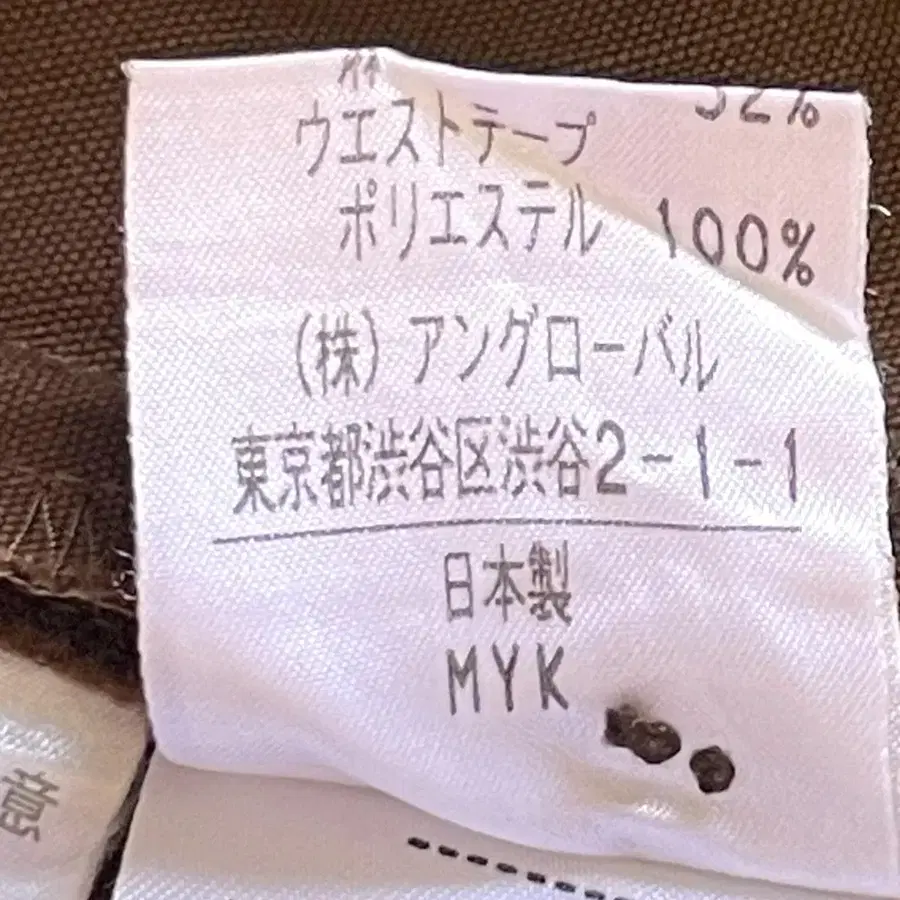 ウエストテープ
ポリエステル 100%
(株)アングローバル
東京都渋谷区渋谷2-1-1
日本製
MYK